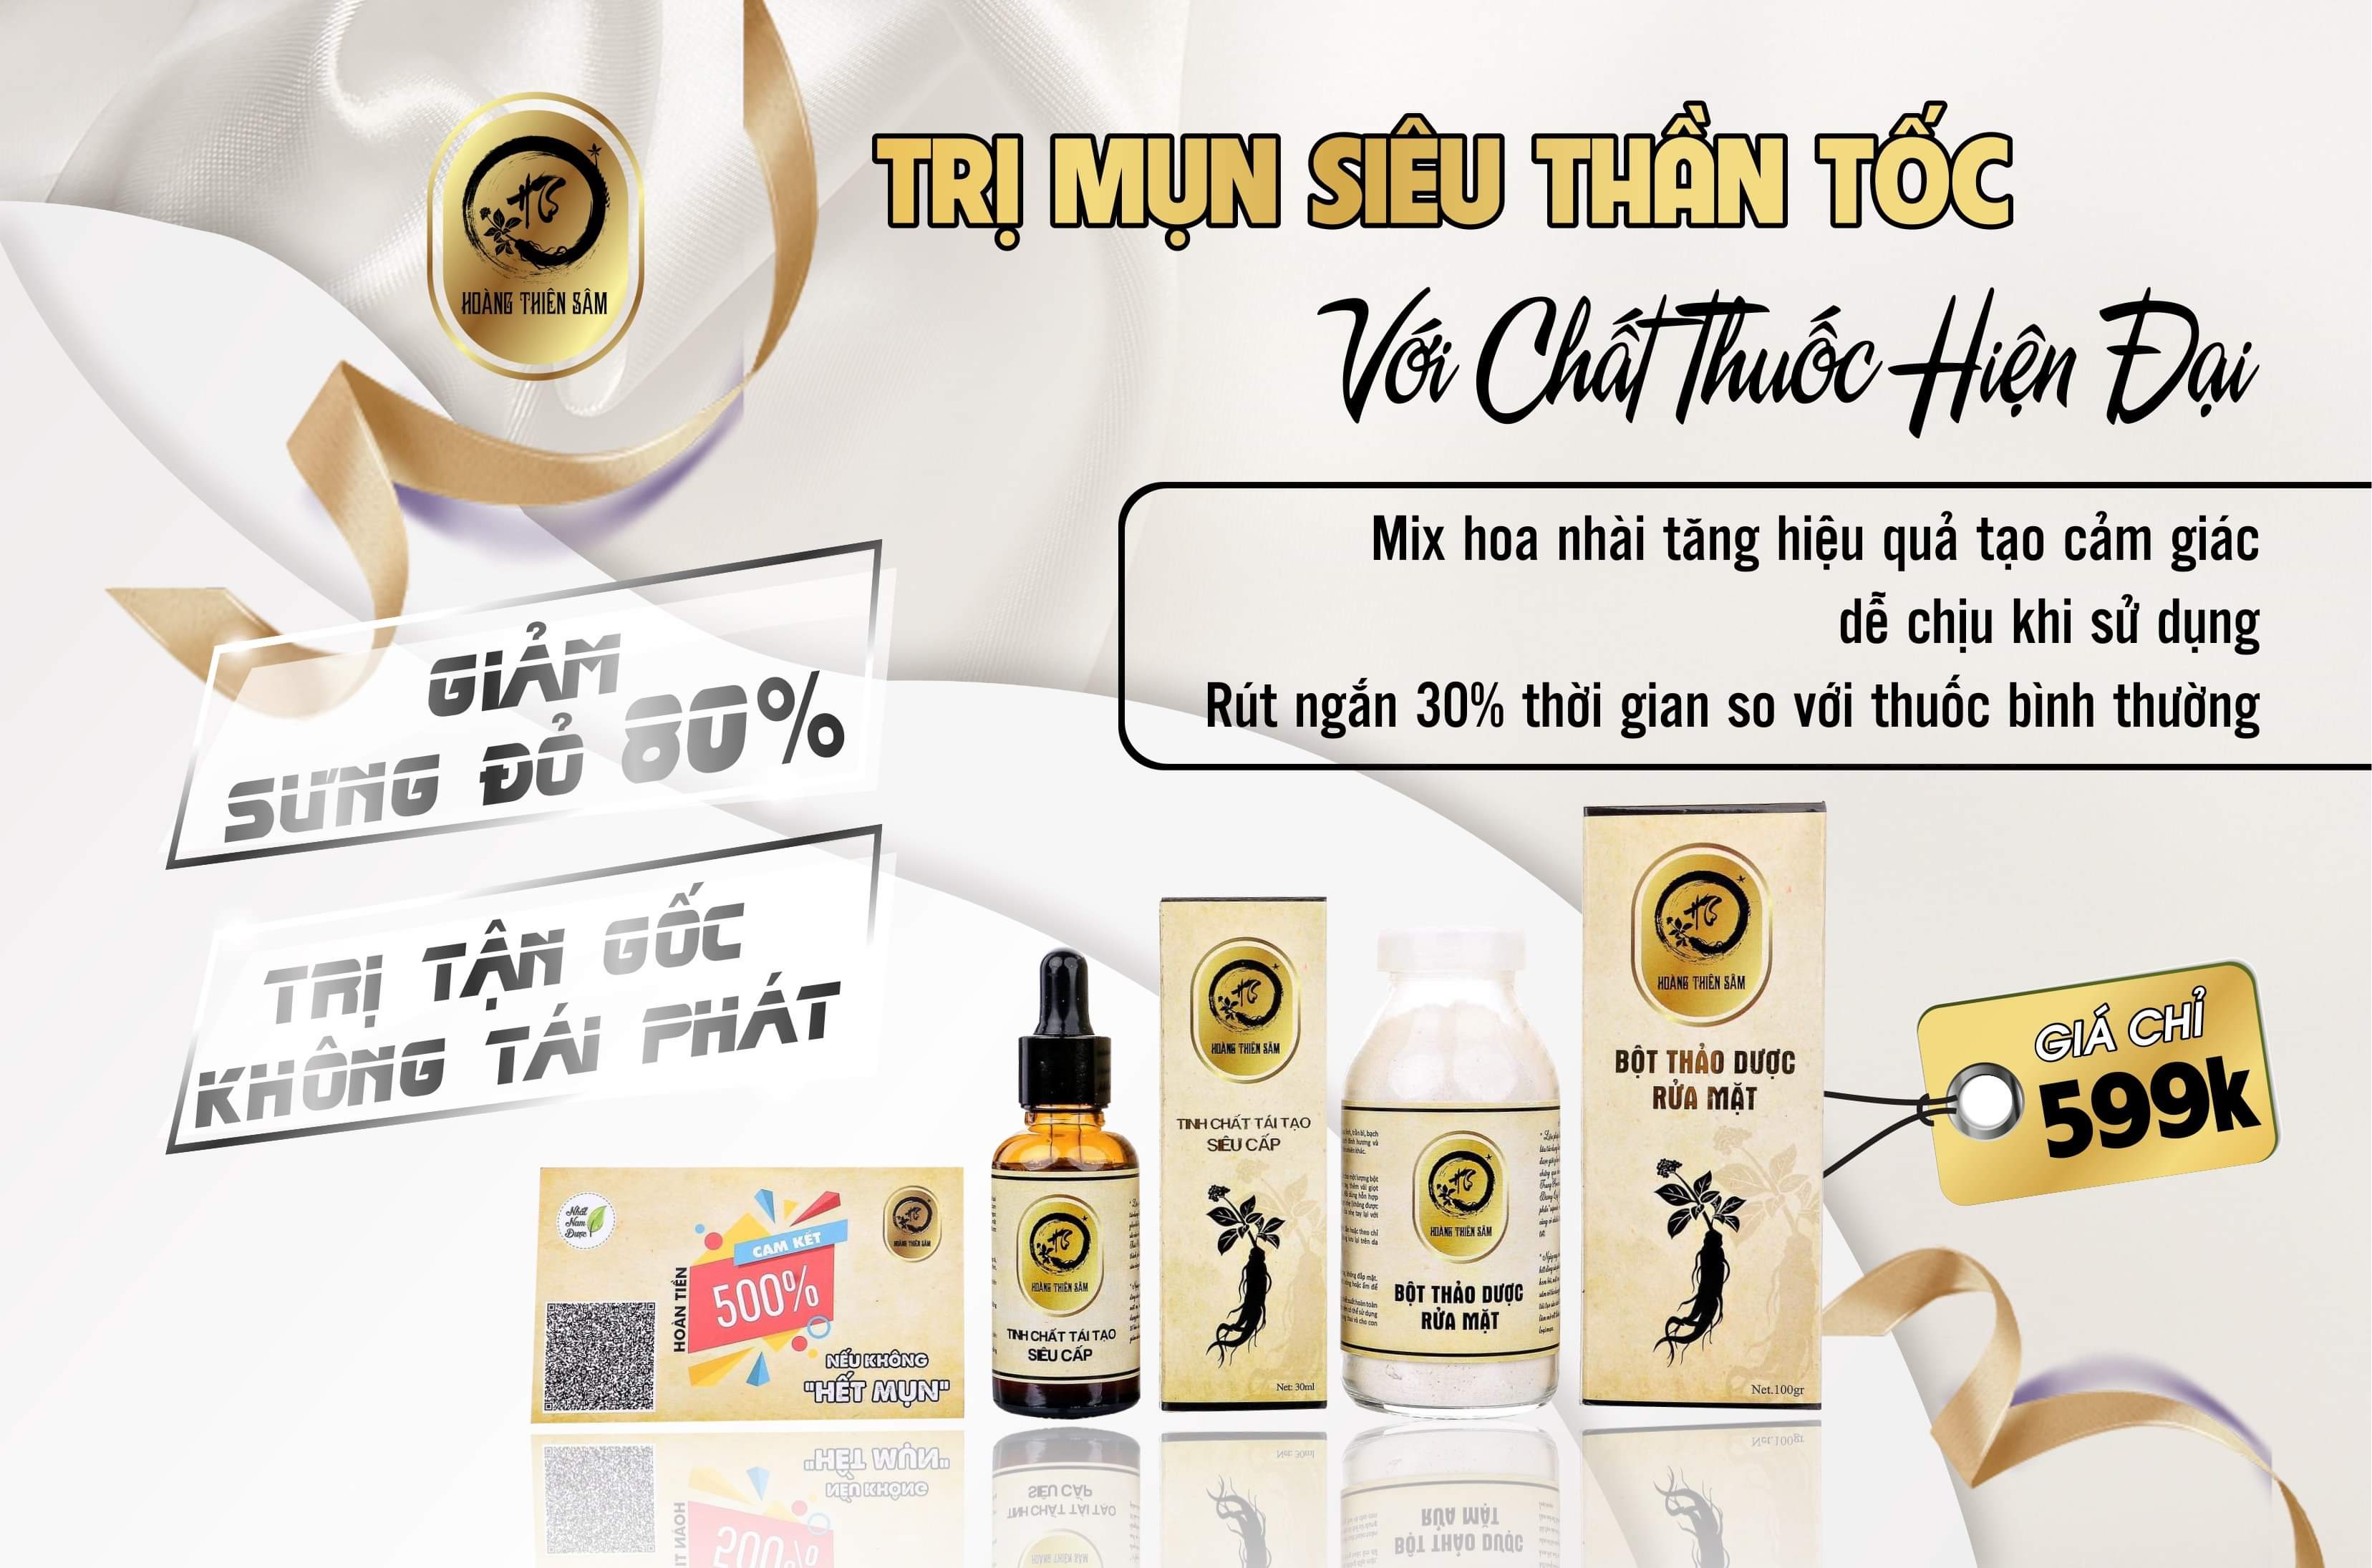 HOÀNG THIÊN SÂM
TRỊ MỤN SIÊU THẦN TỐC
Với Chất Thuốc Hiện Đại
Mix hoa nhài tăng hiệu quả tạo cảm giác
dễ chịu khi sử dụng
Rút ngắn 30% thời gian so với thuốc bình thường
GIẢM
SƯNG ĐỎ 80%
TRỊ TẬN GỐC
KHÔNG TÁI PHÁT
Nhất
Nam
Được
HOÀNG THIÊN SÂM
CAM KẾT
HOÀN TIỀN
500%
NẾU KHÔNG
"HẾT MỤN"
HOÀNG THIÊN SÂM
TINH CHẤT TÁI TẠO
SIÊU CẤP
HOÀNG THIÊN SÂM
TINH CHẤT TÁI TẠO
SIÊU CẤP
Net: 30ml
HOÀNG THIÊN SÂM
BỘT THẢO DƯỢC
RỬA MẶT
HOÀNG THIÊN SÂM
BỘT THẢO DƯỢC
RỬA MẶT
Net.100gr
GIÁ CHỈ
599k